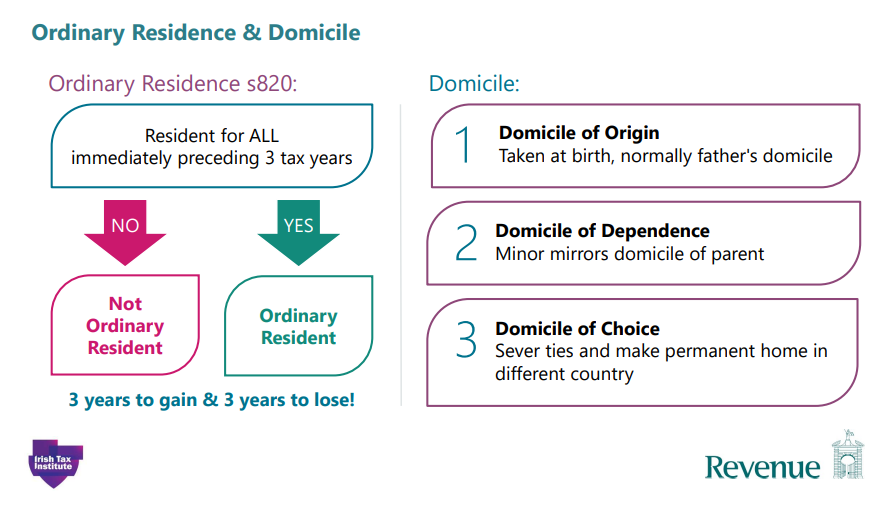 Ordinary Residence & Domicile
Ordinary Residence s820:
Resident for ALL
immediately preceding 3 tax years
NO
YES
Not
Ordinary
Resident
Ordinary
Resident
3 years to gain & 3 years to lose!
Domicile:
1
Domicile of Origin
Taken at birth, normally father's domicile
2
Domicile of Dependence
Minor mirrors domicile of parent
3
Domicile of Choice
Sever ties and make permanent home in
different country
Irish Tax
Institute
Revenue